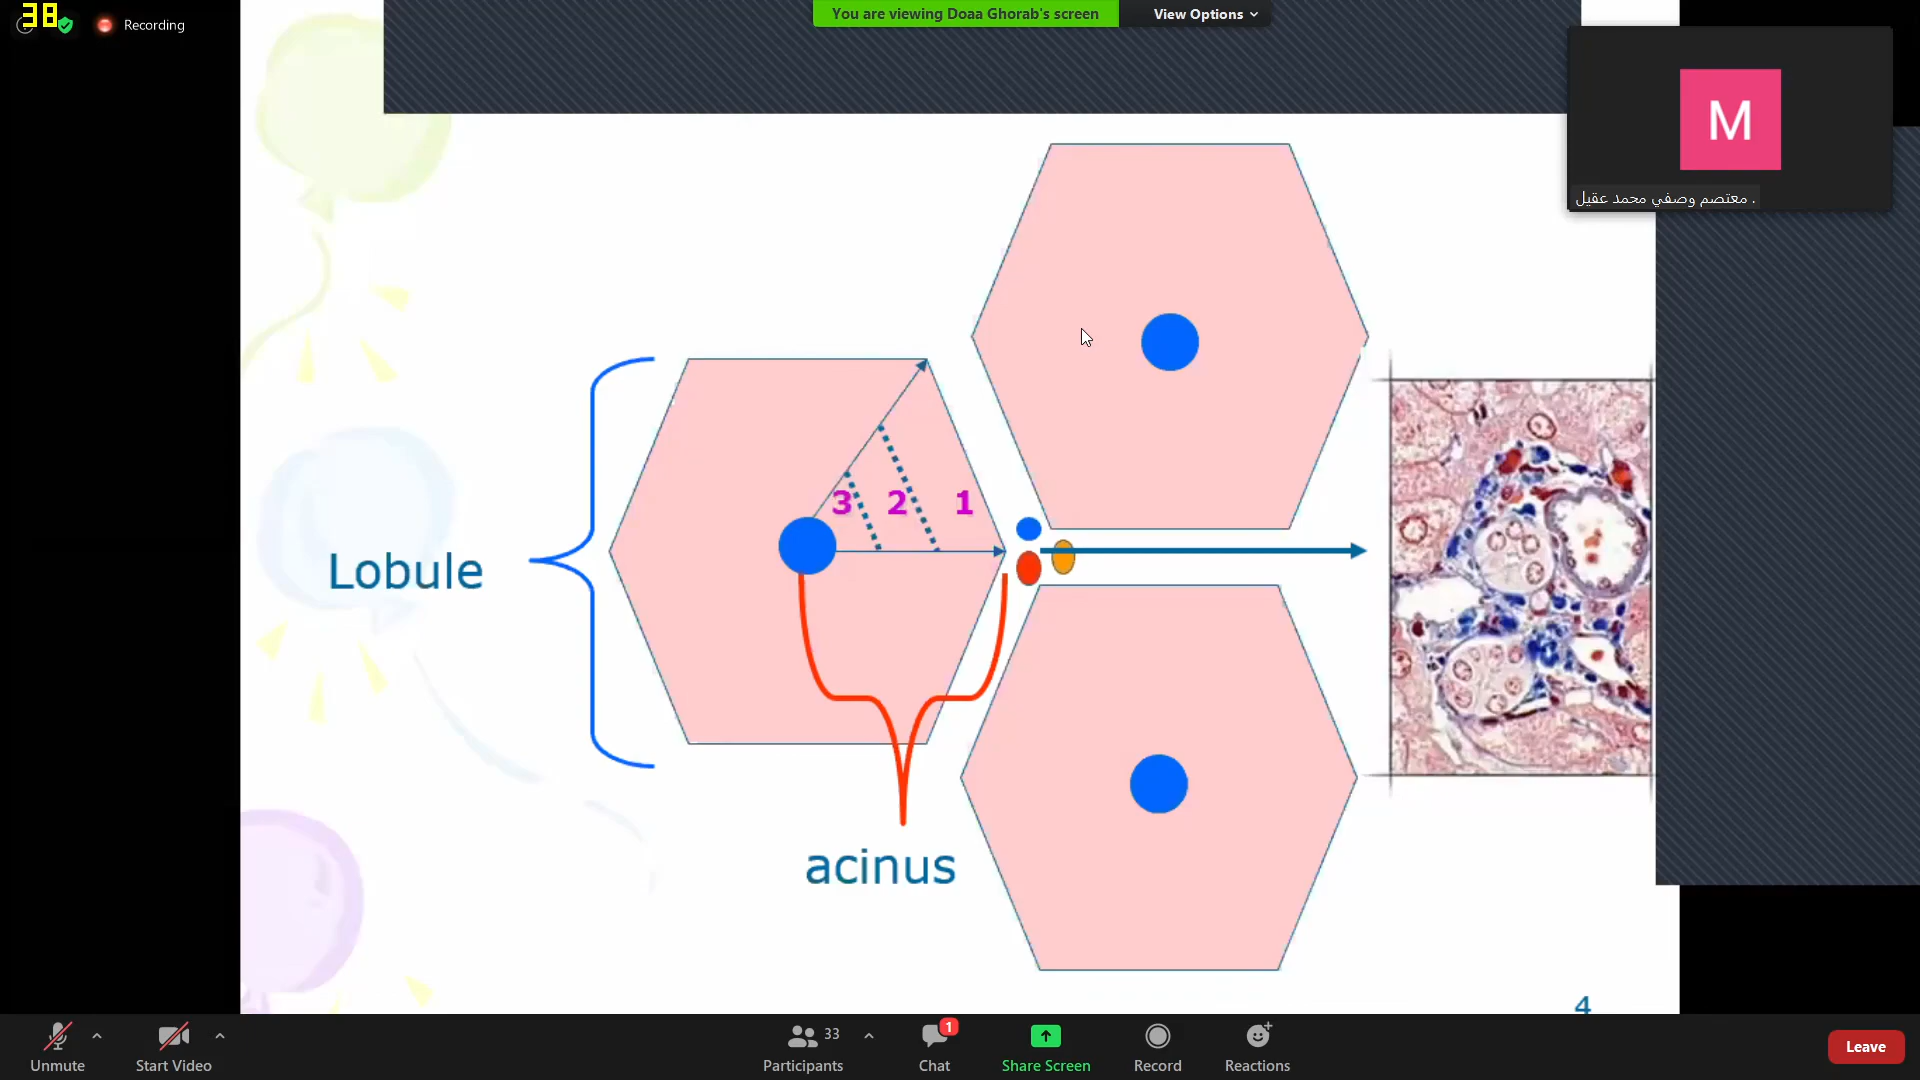 38
Recording
You are viewing Doaa Ghorab's screen
View Options
M
معتصم وصفي محمد عقيل .
3 2 1
Lobule
acinus
4
Unmute
Start Video
Participants
33
Chat
1
Share Screen
Record
Reactions
Leave